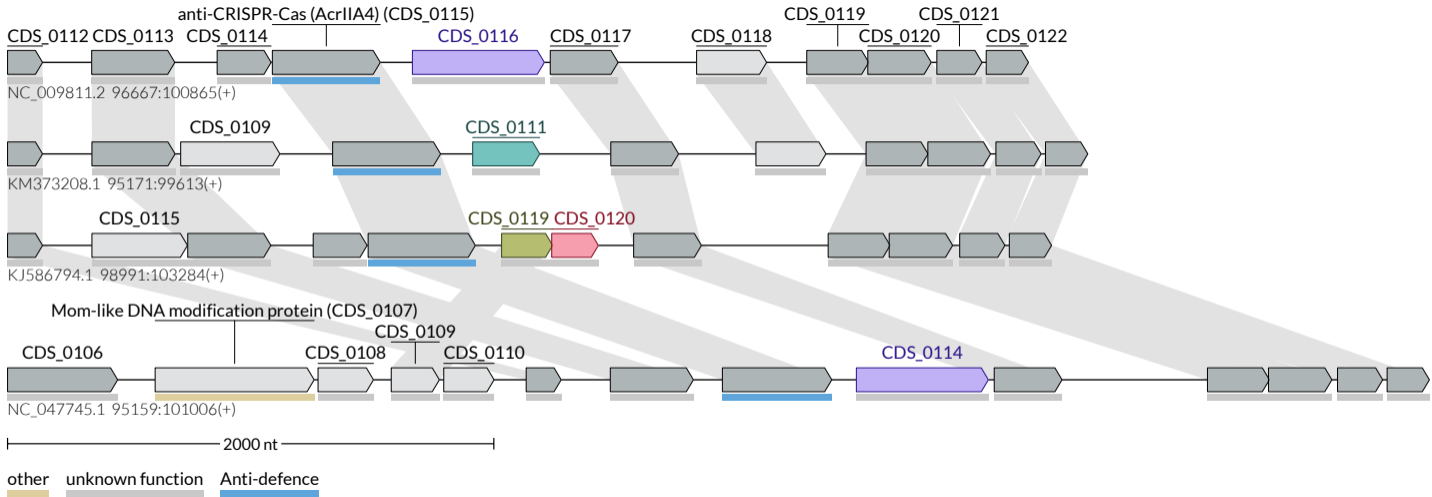 anti-CRISPR-Cas (AcrIIA4) (CDS_0115) CDS_0119 CDS_0121
CDS_0112 CDS_0113 CDS_0114 CDS_0116 CDS_0117 CDS_0118 CDS_0120 CDS_0122
NC_009811.2 96667:100865(+)
CDS_0109 CDS_0111
KM373208.1 95171:99613(+)
CDS_0115 CDS_0119 CDS_0120
KJ586794.1 98991:103284(+)
Mom-like DNA modification protein (CDS_0107)
CDS_0109
CDS_0106 CDS_0108 CDS_0110 CDS_0114
NC_047745.1 95159:101006(+)
2000 nt
other unknown function Anti-defence